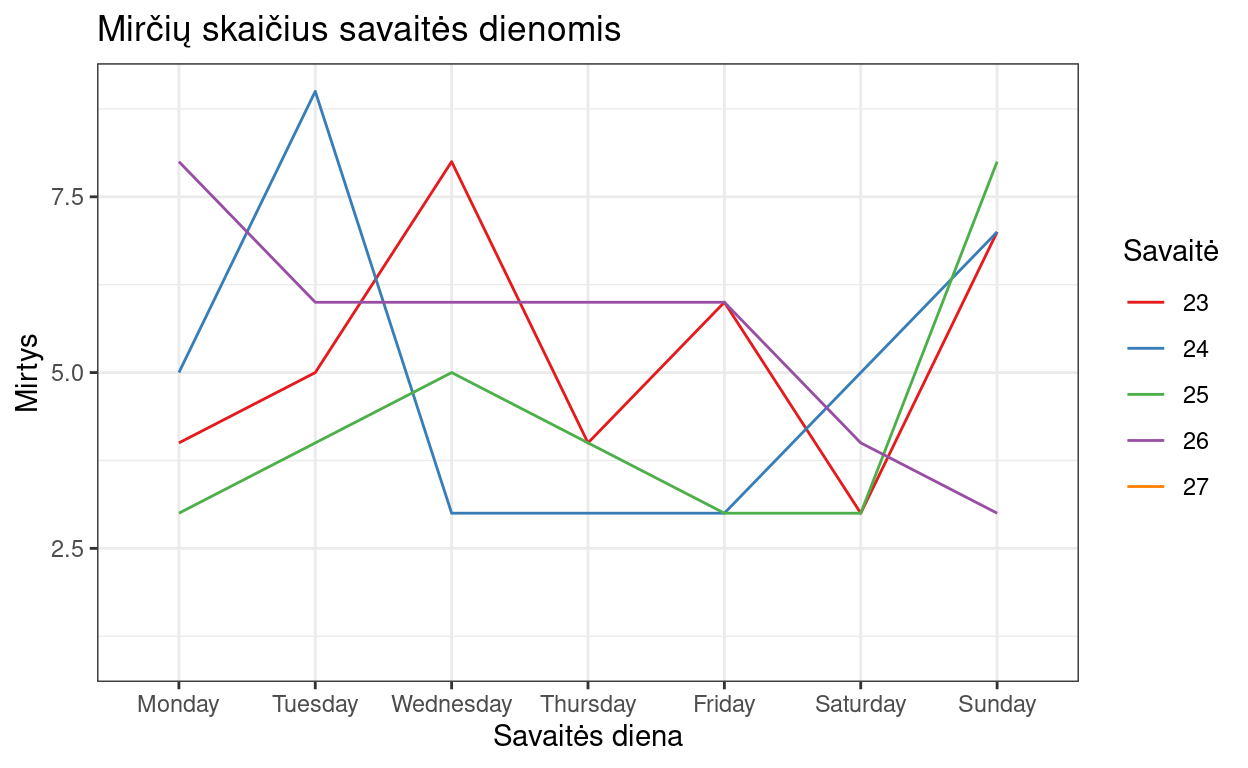 Mirčių skaičius savaitės dienomis
Mirtys
7.5
5.0
2.5
Monday Tuesday Wednesday Thursday Friday Saturday Sunday
Savaitės diena
Savaitė
23
24
25
26
27